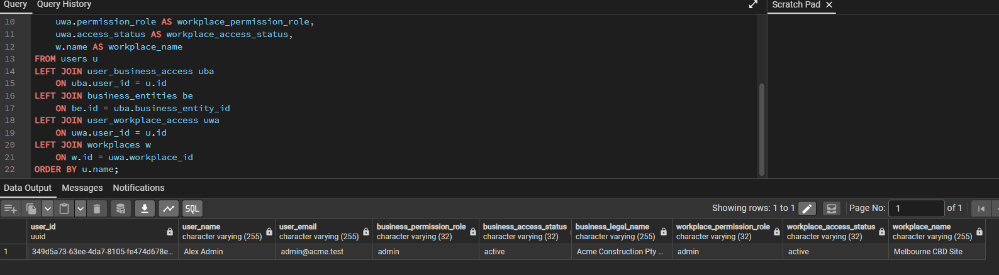 Query Query History Scratch Pad
10 uwa.permission_role AS workplace_permission_role,
11 uwa.access_status AS workplace_access_status,
12 w.name AS workplace_name
13 FROM users u
14 LEFT JOIN user_business_access uba
15 ON uba.user_id = u.id
16 LEFT JOIN business_entities be
17 ON be.id = uba.business_entity_id
18 LEFT JOIN user_workplace_access uwa
19 ON uwa.user_id = u.id
20 LEFT JOIN workplaces w
21 ON w.id = uwa.workplace_id
22 ORDER BY u.name;
Data Output Messages Notifications
SQL Showing rows: 1 to 1 Page No: 1 of 1
user_id user_name user_email business_permission_role business_access_status business_legal_name workplace_permission_role workplace_access_status workplace_name
uuid character varying (255) character varying (255) character varying (32) character varying (32) character varying (255) character varying (32) character varying (32) character varying (255)
1 349d5a73-63ee-4da7-8105-fe474d678e... Alex Admin admin@acme.test admin active Acme Construction Pty ... admin active Melbourne CBD Site